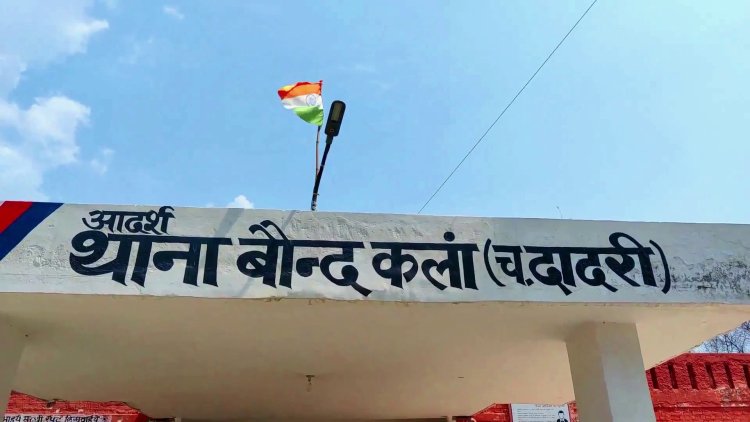 आदर्श
थाना बौन्द कलां (च.दादरी)